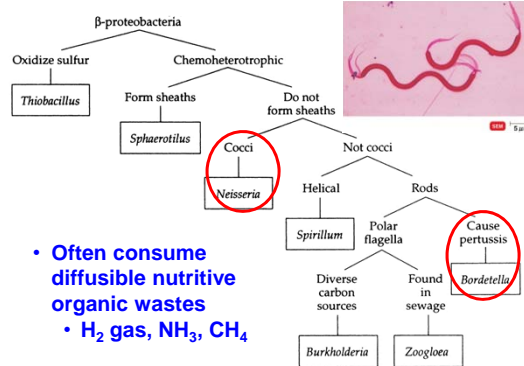 β-proteobacteria
Oxidize sulfur
Chemoheterotrophic
Thiobacillus
Form sheaths
Do not
form sheaths
Sphaerotilus
Cocci
Not cocci
Neisseria
Helical
Rods
Spirillum
Polar
flagella
Cause
pertussis
Bordetella
Diverse
carbon
sources
Found
in
sewage
Burkholderia
Zoogloea
SEM
5 µ
• Often consume
diffusible nutritive
organic wastes
• H₂ gas, NH₃, CH₄